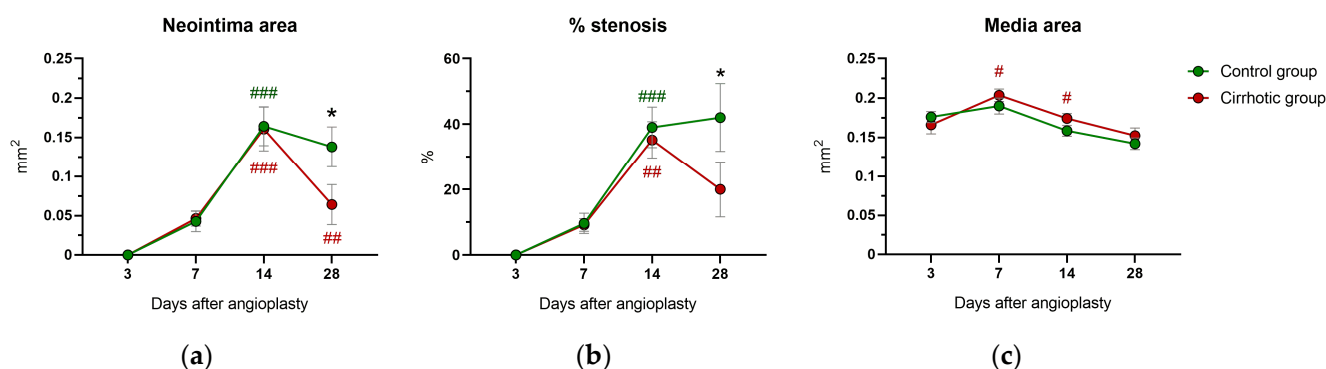 Neointima area
0.25
0.2
0.15
0.1
0.05
0
mm2
###
###
*
##
3 7 14 28
Days after angioplasty
(a)
% stenosis
60
40
20
0
%
###
##
*
3 7 14 28
Days after angioplasty
(b)
Media area
0.25
0.2
0.15
0.1
0.05
0
mm2
#
#
3 7 14 28
Days after angioplasty
(c)
Control group
Cirrhotic group